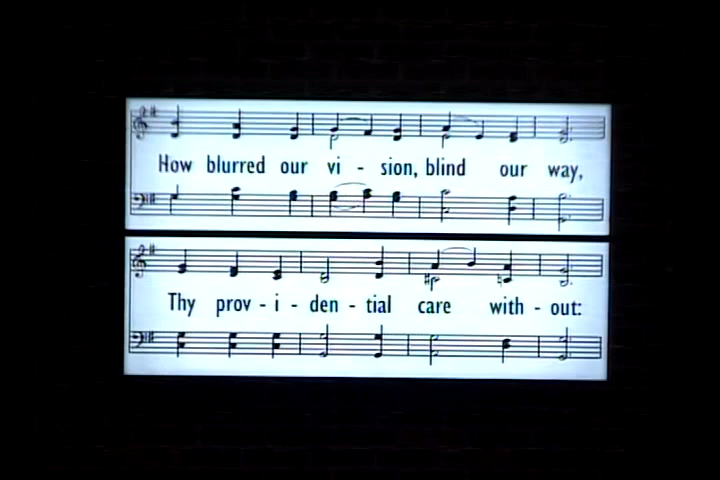 How blurred our vi - sion, blind our way,
Thy prov - i - den - tial care with - out: